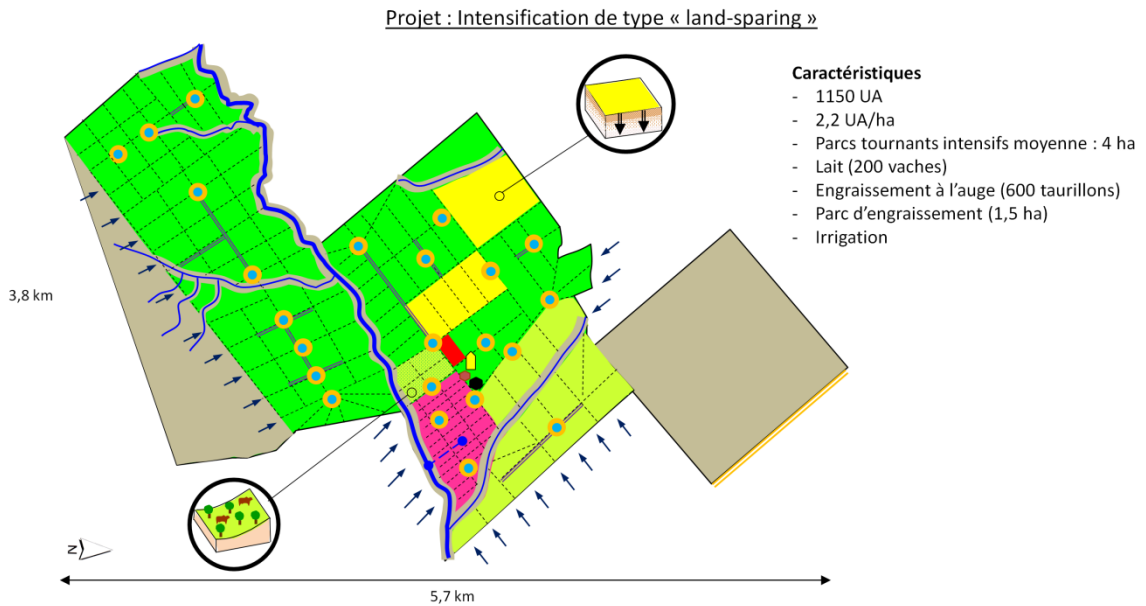 Projet : Intensification de type « land-sparing »
Caractéristiques
- 1150 UA
- 2,2 UA/ha
- Parcs tournants intensifs moyenne : 4 ha
- Lait (200 vaches)
- Engraissement à l’auge (600 taurillons)
- Parc d’engraissement (1,5 ha)
- Irrigation
3,8 km
N
5,7 km